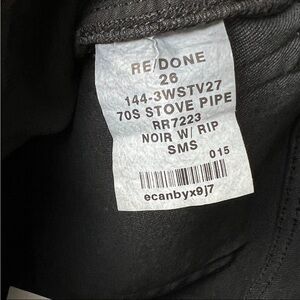 RE/DONE
26
144-3WSTV27
70S STOVE PIPE
RR7223
NOIR W/ RIP
SMS
015
ecanbyx9j7